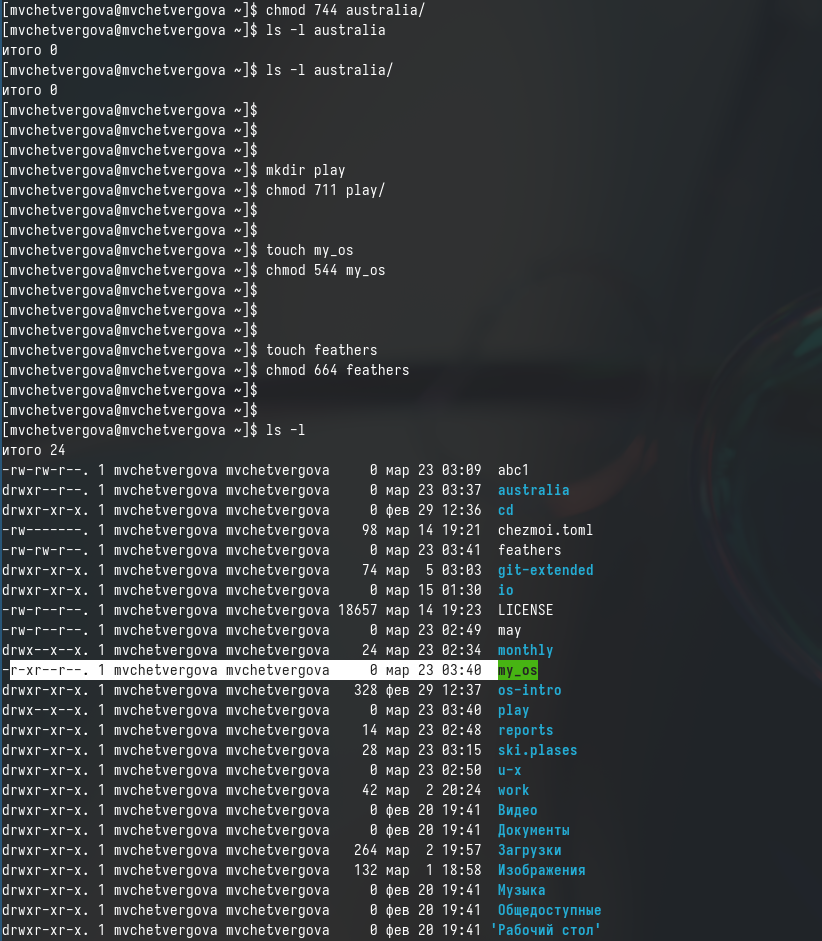 [mvchetvergova@mvchetvergova ~]$ chmod 744 australia/
[mvchetvergova@mvchetvergova ~]$ ls -l australia
итого 0
[mvchetvergova@mvchetvergova ~]$ ls -l australia/
итого 0
[mvchetvergova@mvchetvergova ~]$
[mvchetvergova@mvchetvergova ~]$
[mvchetvergova@mvchetvergova ~]$
[mvchetvergova@mvchetvergova ~]$ mkdir play
[mvchetvergova@mvchetvergova ~]$ chmod 711 play/
[mvchetvergova@mvchetvergova ~]$
[mvchetvergova@mvchetvergova ~]$
[mvchetvergova@mvchetvergova ~]$ touch my_os
[mvchetvergova@mvchetvergova ~]$ chmod 544 my_os
[mvchetvergova@mvchetvergova ~]$
[mvchetvergova@mvchetvergova ~]$
[mvchetvergova@mvchetvergova ~]$
[mvchetvergova@mvchetvergova ~]$ touch feathers
[mvchetvergova@mvchetvergova ~]$ chmod 664 feathers
[mvchetvergova@mvchetvergova ~]$
[mvchetvergova@mvchetvergova ~]$
[mvchetvergova@mvchetvergova ~]$ ls -l
итого 24
-rw-rw-r--. 1 mvchetvergova mvchetvergova     0 мар 23 03:09  abc1
drwxr--r--. 1 mvchetvergova mvchetvergova     0 мар 23 03:37  australia
drwxr-xr-x. 1 mvchetvergova mvchetvergova     0 фев 29 12:36  cd
-rw-------. 1 mvchetvergova mvchetvergova    98 мар 14 19:21  chezmoi.toml
-rw-rw-r--. 1 mvchetvergova mvchetvergova     0 мар 23 03:41  feathers
drwxr-xr-x. 1 mvchetvergova mvchetvergova    74 мар  5 03:03  git-extended
drwxr-xr-x. 1 mvchetvergova mvchetvergova     0 мар 15 01:30  io
-rw-r--r--. 1 mvchetvergova mvchetvergova 18657 мар 14 19:23  LICENSE
-rw-r--r--. 1 mvchetvergova mvchetvergova     0 мар 23 02:49  may
drwx--x--x. 1 mvchetvergova mvchetvergova    24 мар 23 02:34  monthly
-r-xr--r--. 1 mvchetvergova mvchetvergova     0 мар 23 03:40  my_os
drwxr-xr-x. 1 mvchetvergova mvchetvergova   328 фев 29 12:37  os-intro
drwx--x--x. 1 mvchetvergova mvchetvergova     0 мар 23 03:40  play
drwxr-xr-x. 1 mvchetvergova mvchetvergova    14 мар 23 02:48  reports
drwxr-xr-x. 1 mvchetvergova mvchetvergova    28 мар 23 03:15  ski.plases
drwxr-xr-x. 1 mvchetvergova mvchetvergova     0 мар 23 02:50  u-x
drwxr-xr-x. 1 mvchetvergova mvchetvergova    42 мар  2 20:24  work
drwxr-xr-x. 1 mvchetvergova mvchetvergova     0 фев 20 19:41  Видео
drwxr-xr-x. 1 mvchetvergova mvchetvergova     0 фев 20 19:41  Документы
drwxr-xr-x. 1 mvchetvergova mvchetvergova   264 мар  2 19:57  Загрузки
drwxr-xr-x. 1 mvchetvergova mvchetvergova   132 мар  1 18:58  Изображения
drwxr-xr-x. 1 mvchetvergova mvchetvergova     0 фев 20 19:41  Музыка
drwxr-xr-x. 1 mvchetvergova mvchetvergova     0 фев 20 19:41  Общедоступные
drwxr-xr-x. 1 mvchetvergova mvchetvergova     0 фев 20 19:41 'Рабочий стол'